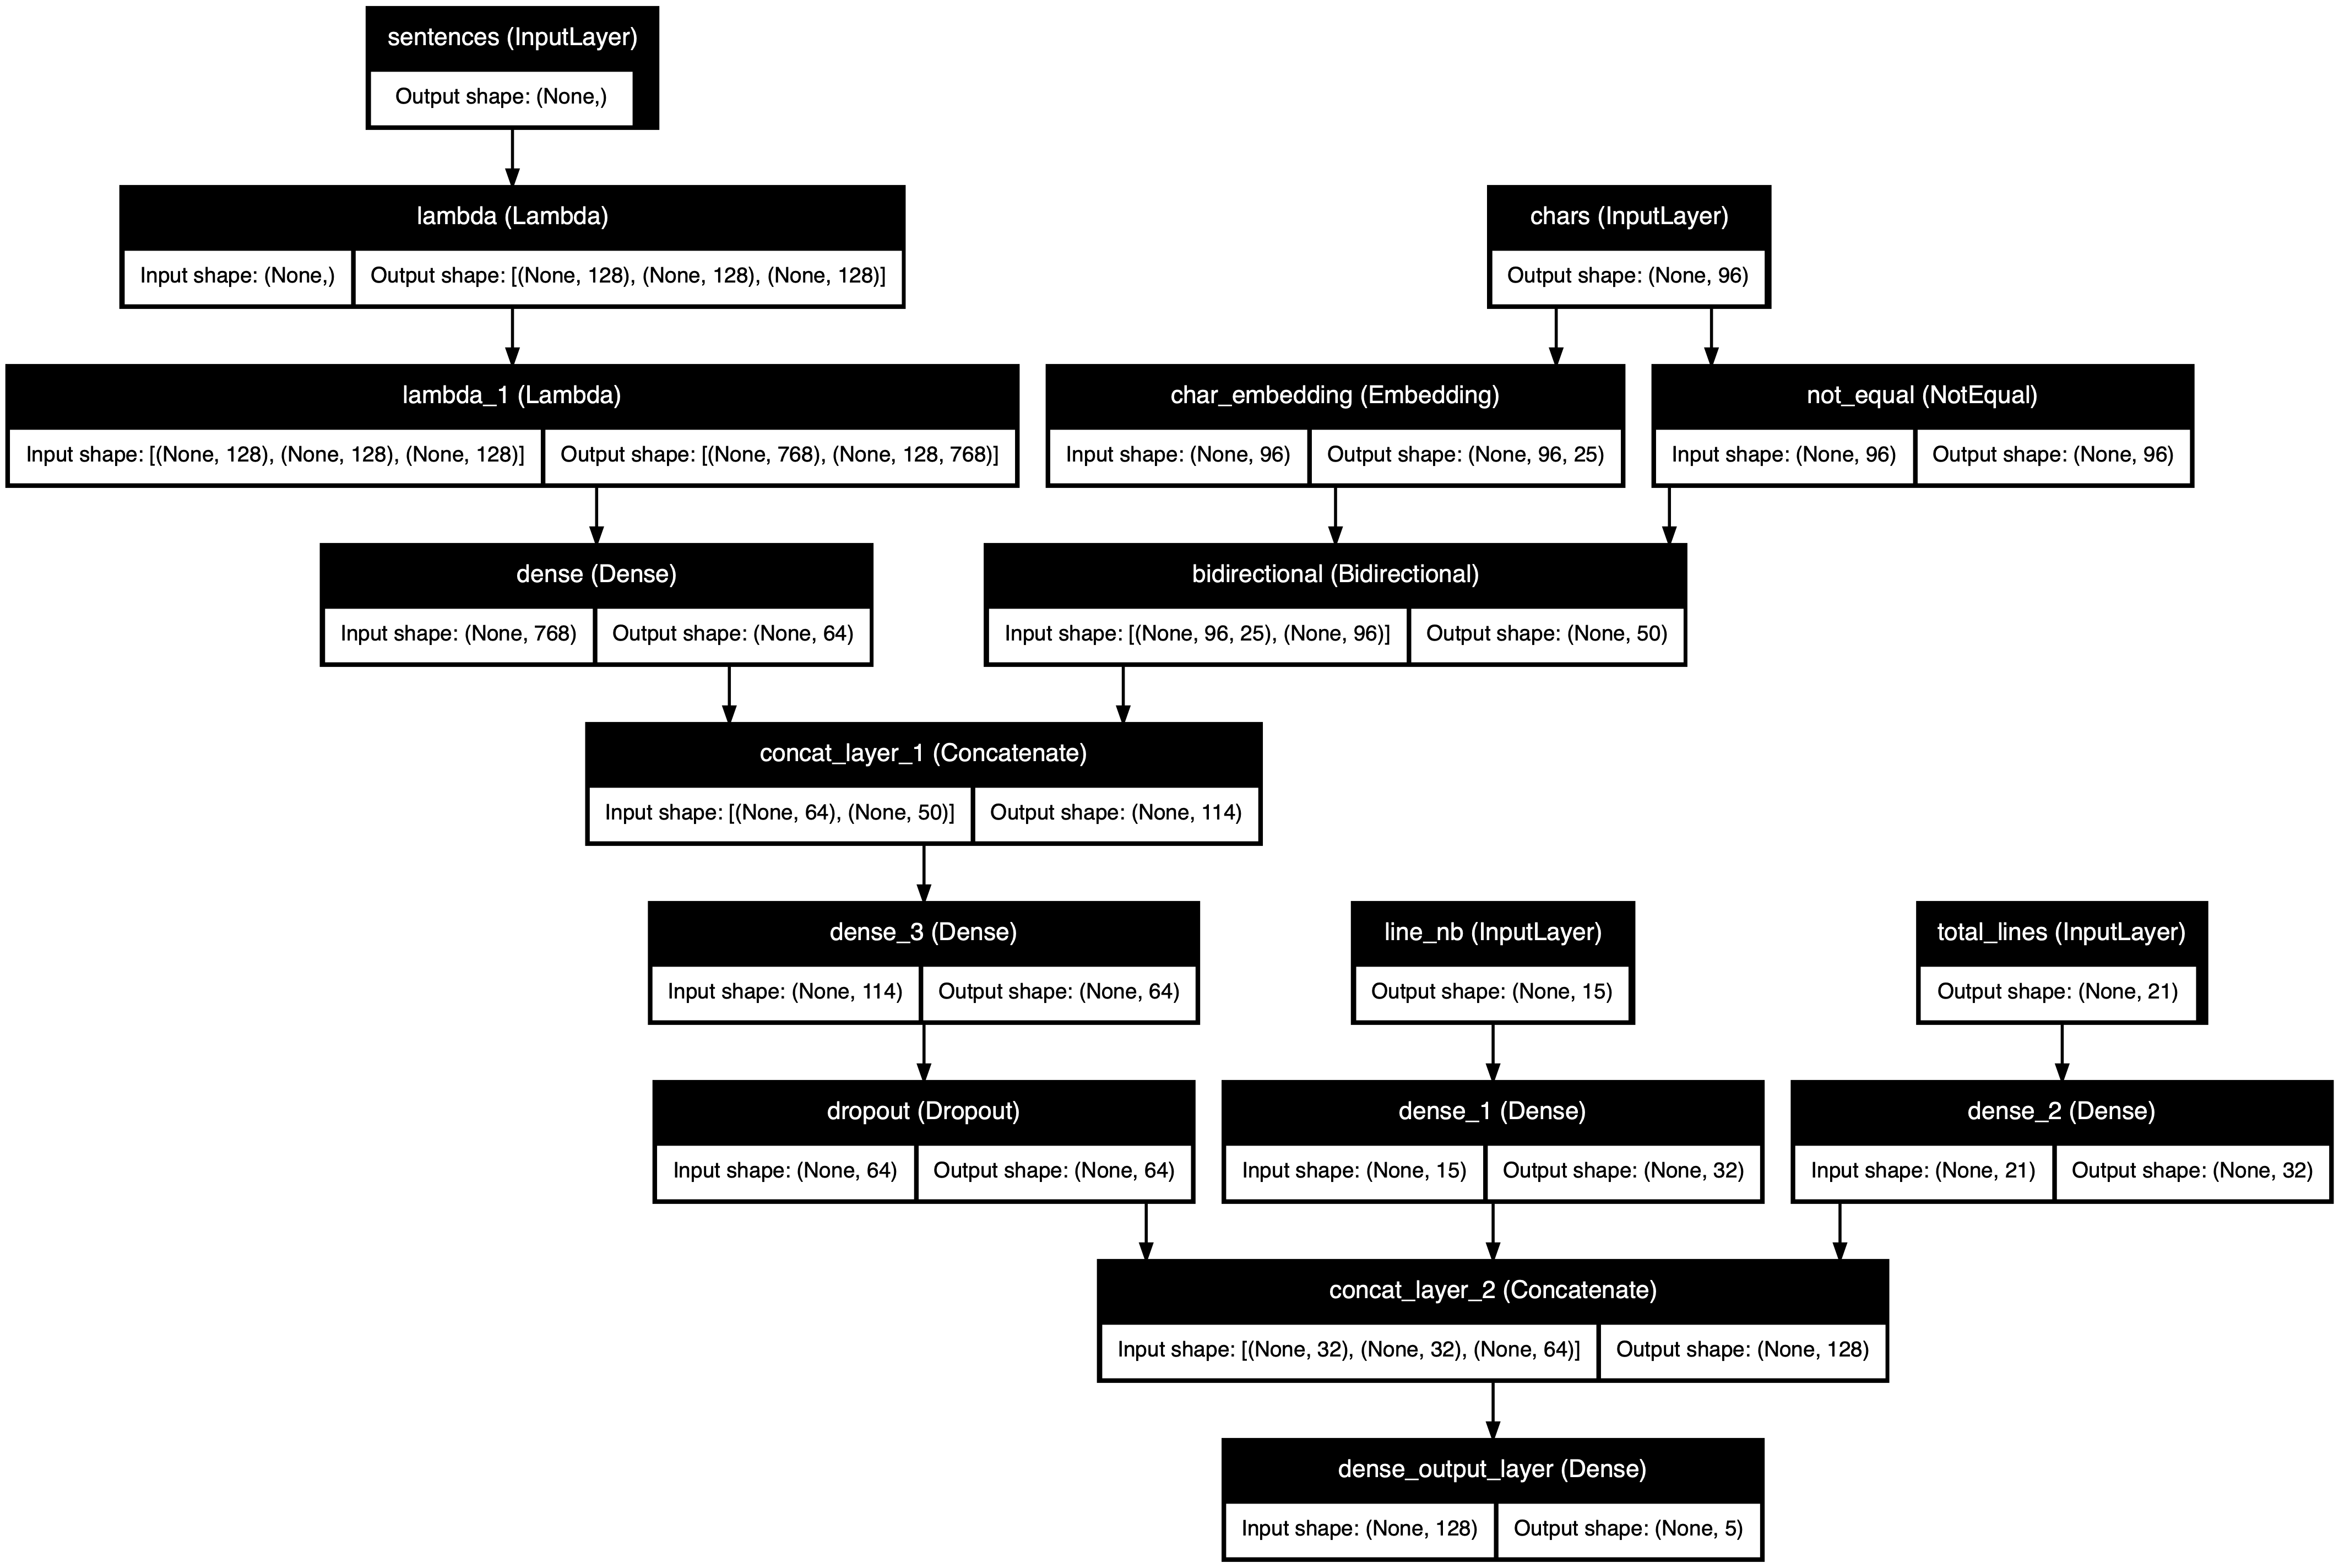 sentences (InputLayer)
Output shape: (None,)
lambda (Lambda)
Input shape: (None,) Output shape: [(None, 128), (None, 128), (None, 128)]
chars (InputLayer)
Output shape: (None, 96)
lambda_1 (Lambda)
Input shape: [(None, 128), (None, 128), (None, 128)] Output shape: [(None, 768), (None, 128, 768)]
char_embedding (Embedding)
Input shape: (None, 96) Output shape: (None, 96, 25)
not_equal (NotEqual)
Input shape: (None, 96) Output shape: (None, 96)
dense (Dense)
Input shape: (None, 768) Output shape: (None, 64)
bidirectional (Bidirectional)
Input shape: [(None, 96, 25), (None, 96)] Output shape: (None, 50)
concat_layer_1 (Concatenate)
Input shape: [(None, 64), (None, 50)] Output shape: (None, 114)
dense_3 (Dense)
Input shape: (None, 114) Output shape: (None, 64)
line_nb (InputLayer)
Output shape: (None, 15)
total_lines (InputLayer)
Output shape: (None, 21)
dropout (Dropout)
Input shape: (None, 64) Output shape: (None, 64)
dense_1 (Dense)
Input shape: (None, 15) Output shape: (None, 32)
dense_2 (Dense)
Input shape: (None, 21) Output shape: (None, 32)
concat_layer_2 (Concatenate)
Input shape: [(None, 32), (None, 32), (None, 64)] Output shape: (None, 128)
dense_output_layer (Dense)
Input shape: (None, 128) Output shape: (None, 5)